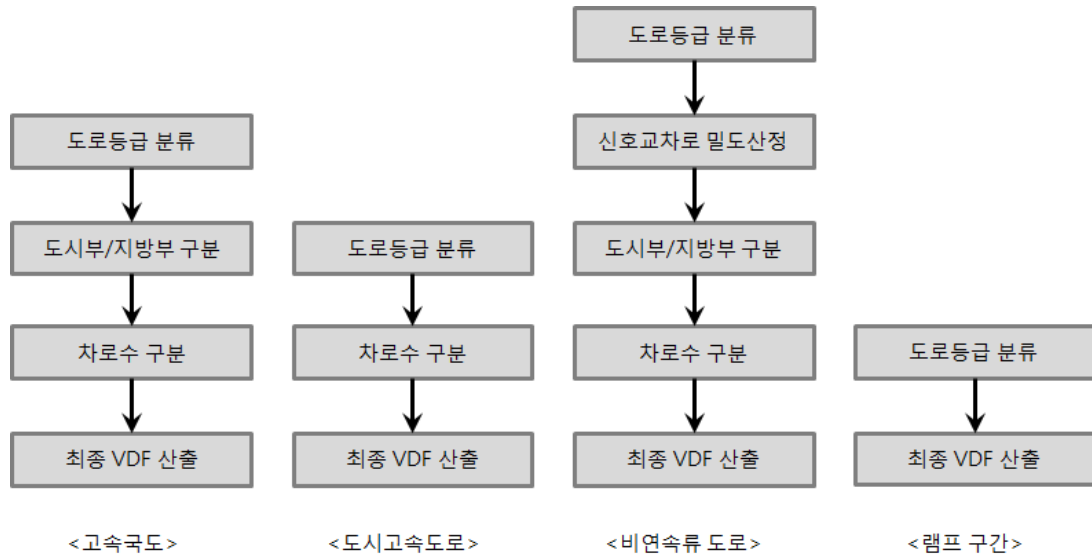 도로등급 분류
도시부/지방부 구분
차로수 구분
최종 VDF 산출
<고속국도>
도로등급 분류
차로수 구분
최종 VDF 산출
<도시고속도로>
도로등급 분류
신호교차로 밀도산정
도시부/지방부 구분
차로수 구분
최종 VDF 산출
<비연속류 도로>
도로등급 분류
최종 VDF 산출
<램프 구간>